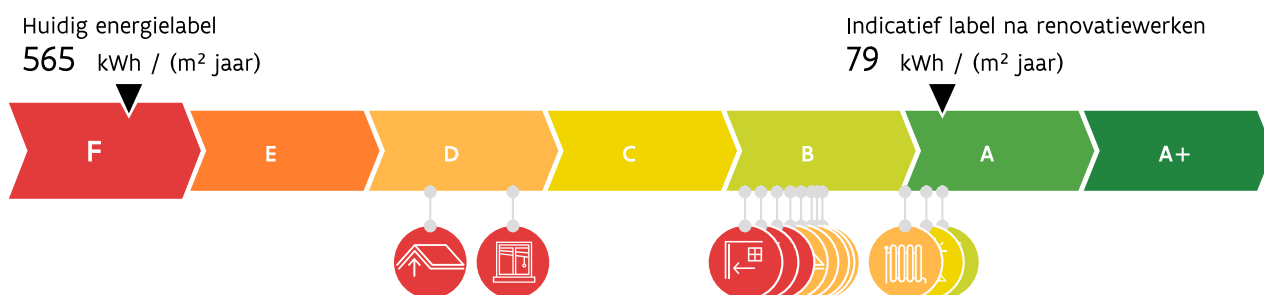 Huidig energielabel
565 kWh / (m² jaar)
Indicatief label na renovatiewerken
79 kWh / (m² jaar)
F E D C B A A+